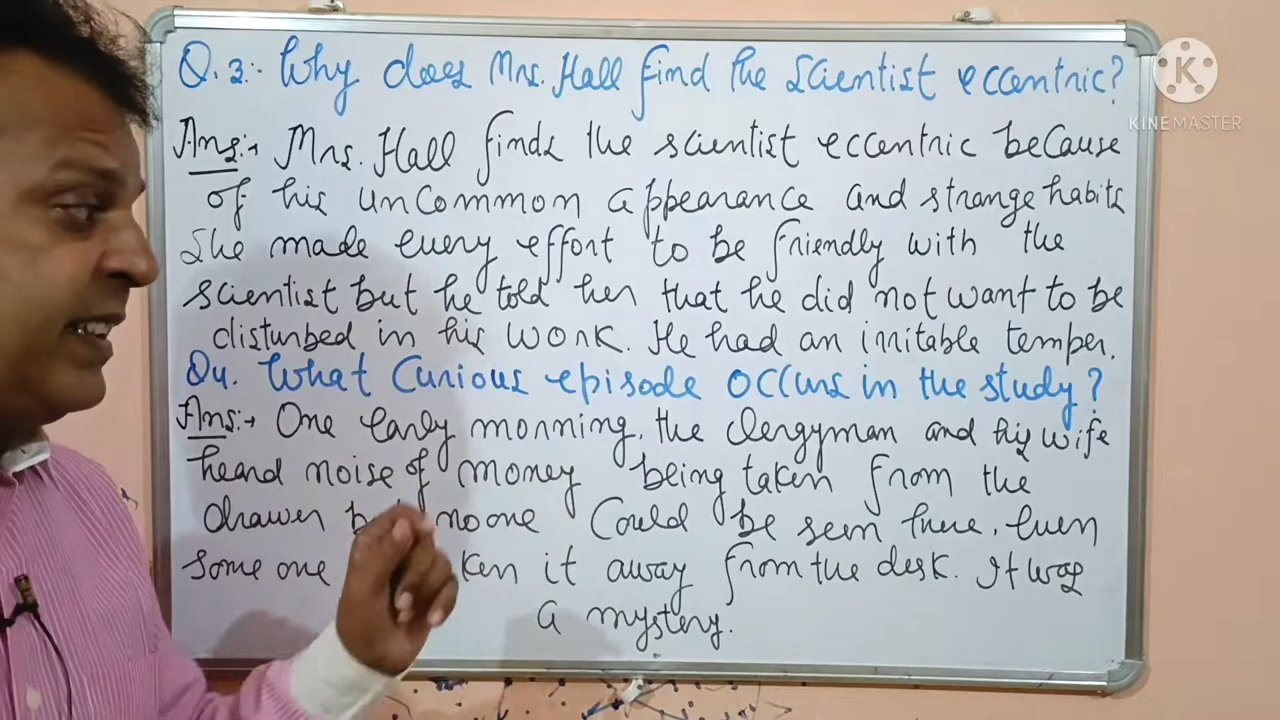 Q.3:- Why does Mrs. Hall find the scientist eccentric?
Ans:→ Mrs. Hall finds the scientist eccentric because
of his uncommon appearance and strange habits
She made every effort to be friendly with the
scientist but he told her that he did not want to be
disturbed in his work. He had an irritable temper.
Q4. What Curious episode occurs in the study?
Ans:→ One early morning, the clergyman and his wife
heard noise of money being taken from the
drawer no one could be seen there. Even
some one it away from the desk. It was
a mystery.
K
KINEMASTER